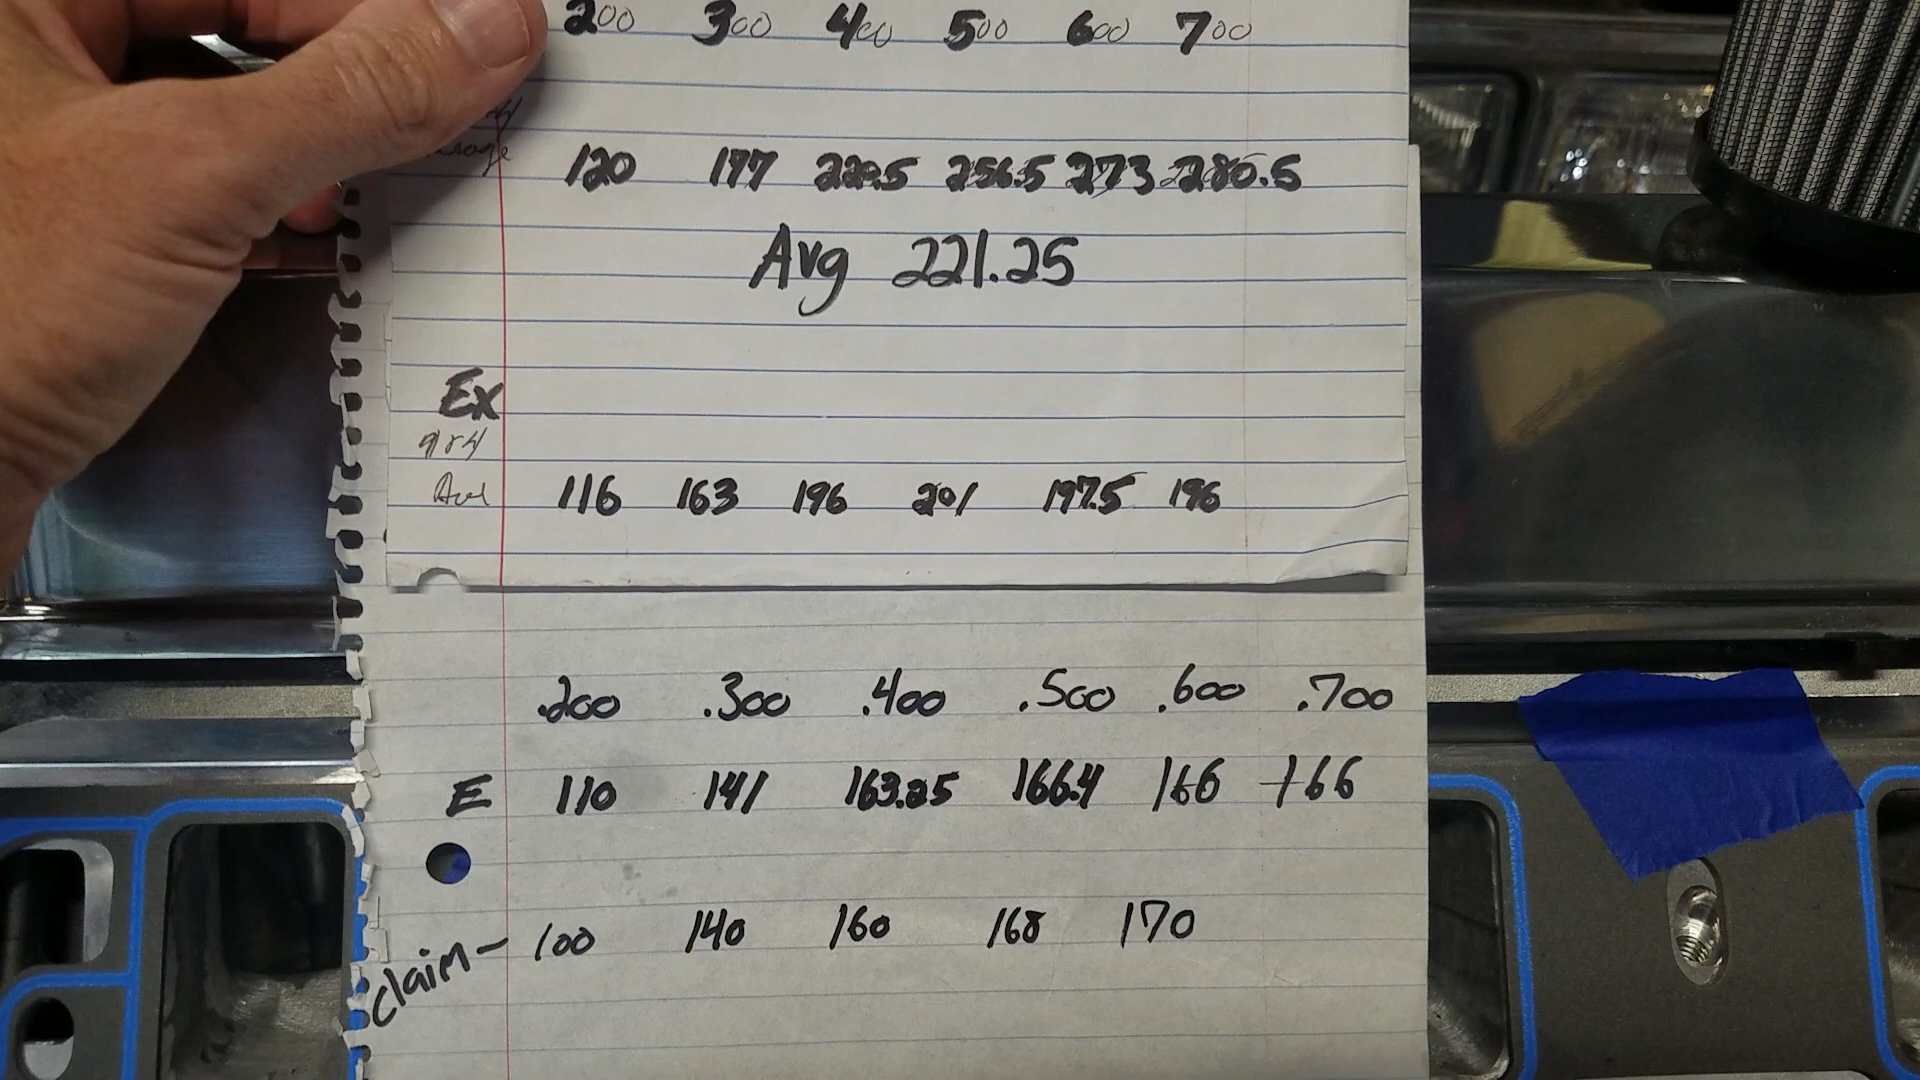 200 300 400 500 600 700
120 177 229.5 256.5 273 280.5
Avg 221.25
Ex
116 163 196 201 197.5 196
.200 .300 .400 .500 .600 .700
E 110 141 163.25 166.4 166 166
Claim - 100 140 160 168 170